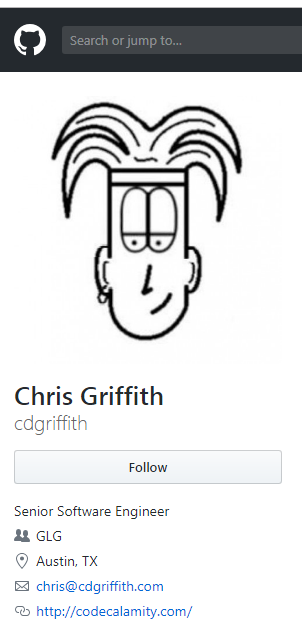 Search or jump to...
Chris Griffith
cdgriffith
Follow
Senior Software Engineer
GLG
Austin, TX
chris@cdgriffith.com
http://codecalamity.com/